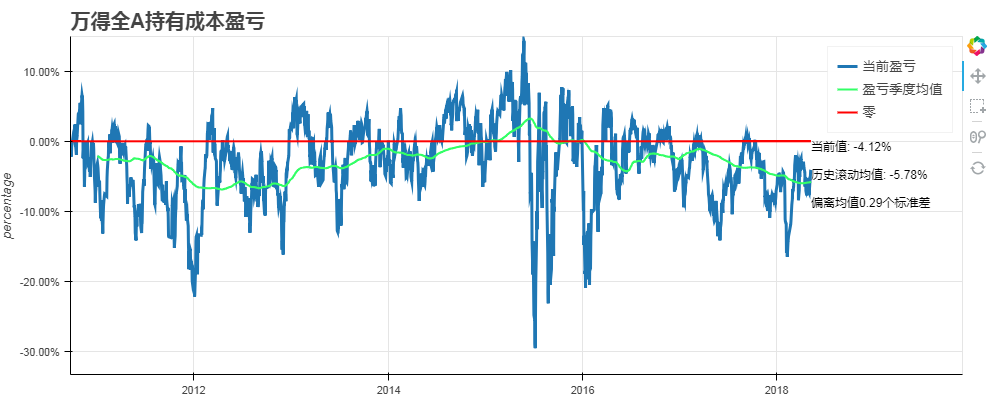 万得全A持有成本盈亏
10.00%
0.00%
-10.00%
-20.00%
-30.00%
percentage
当前盈亏
盈亏季度均值
零
当前值: -4.12%
历史滚动均值: -5.78%
偏离均值0.29个标准差
2012
2014
2016
2018